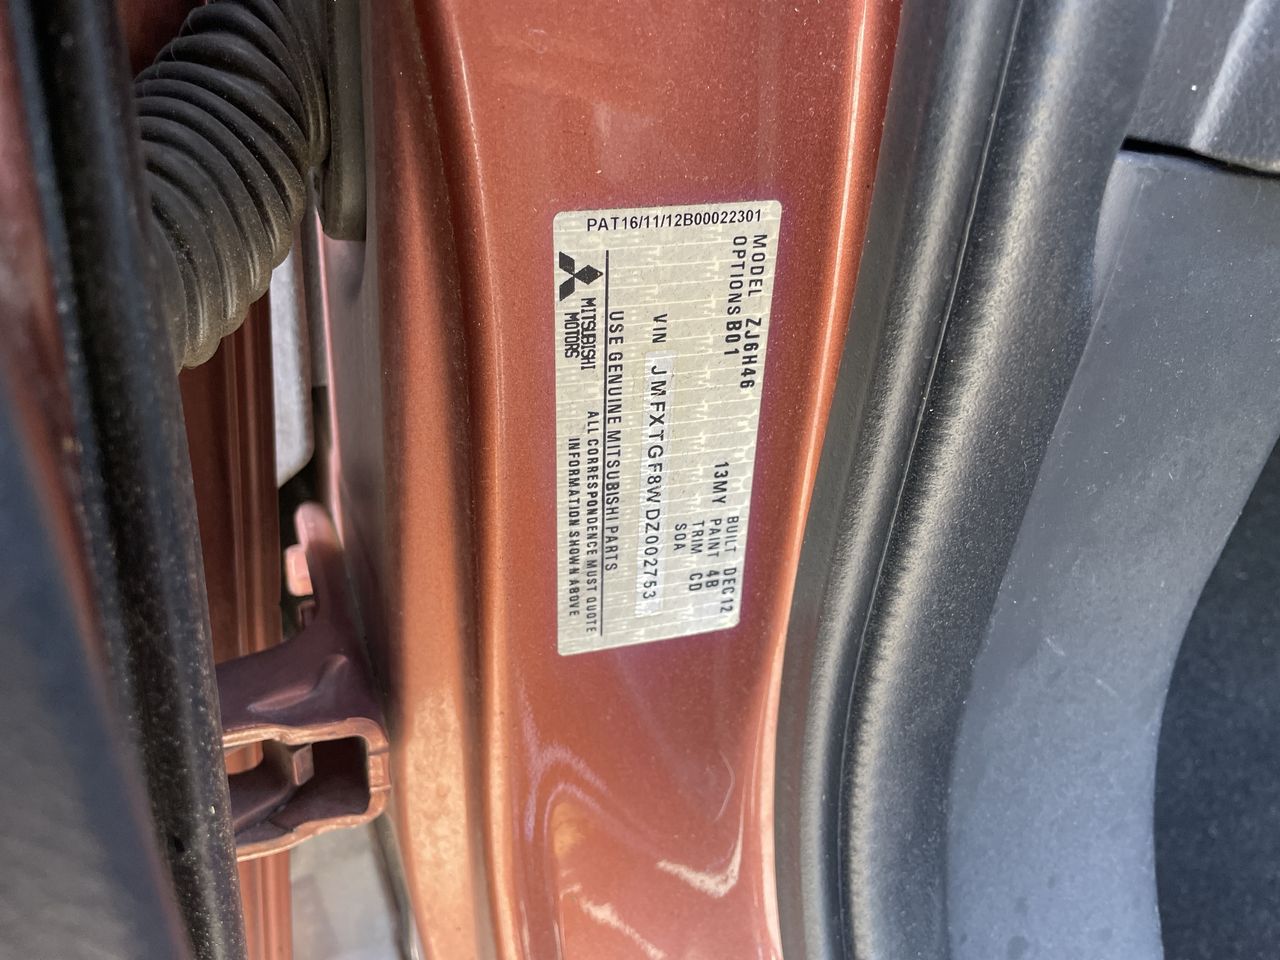 PAT16/11/12B00022301
MODEL ZJ6H46
OPTIONS B01
BUILT DEC12
13MY PAINT 4B
TRIM CD
SOA
VIN JMFXTGF8WDZ002753
USE GENUINE MITSUBISHI PARTS
MITSUBISHI
MOTORS
ALL CORRESPONDENCE MUST QUOTE
INFORMATION SHOWN ABOVE